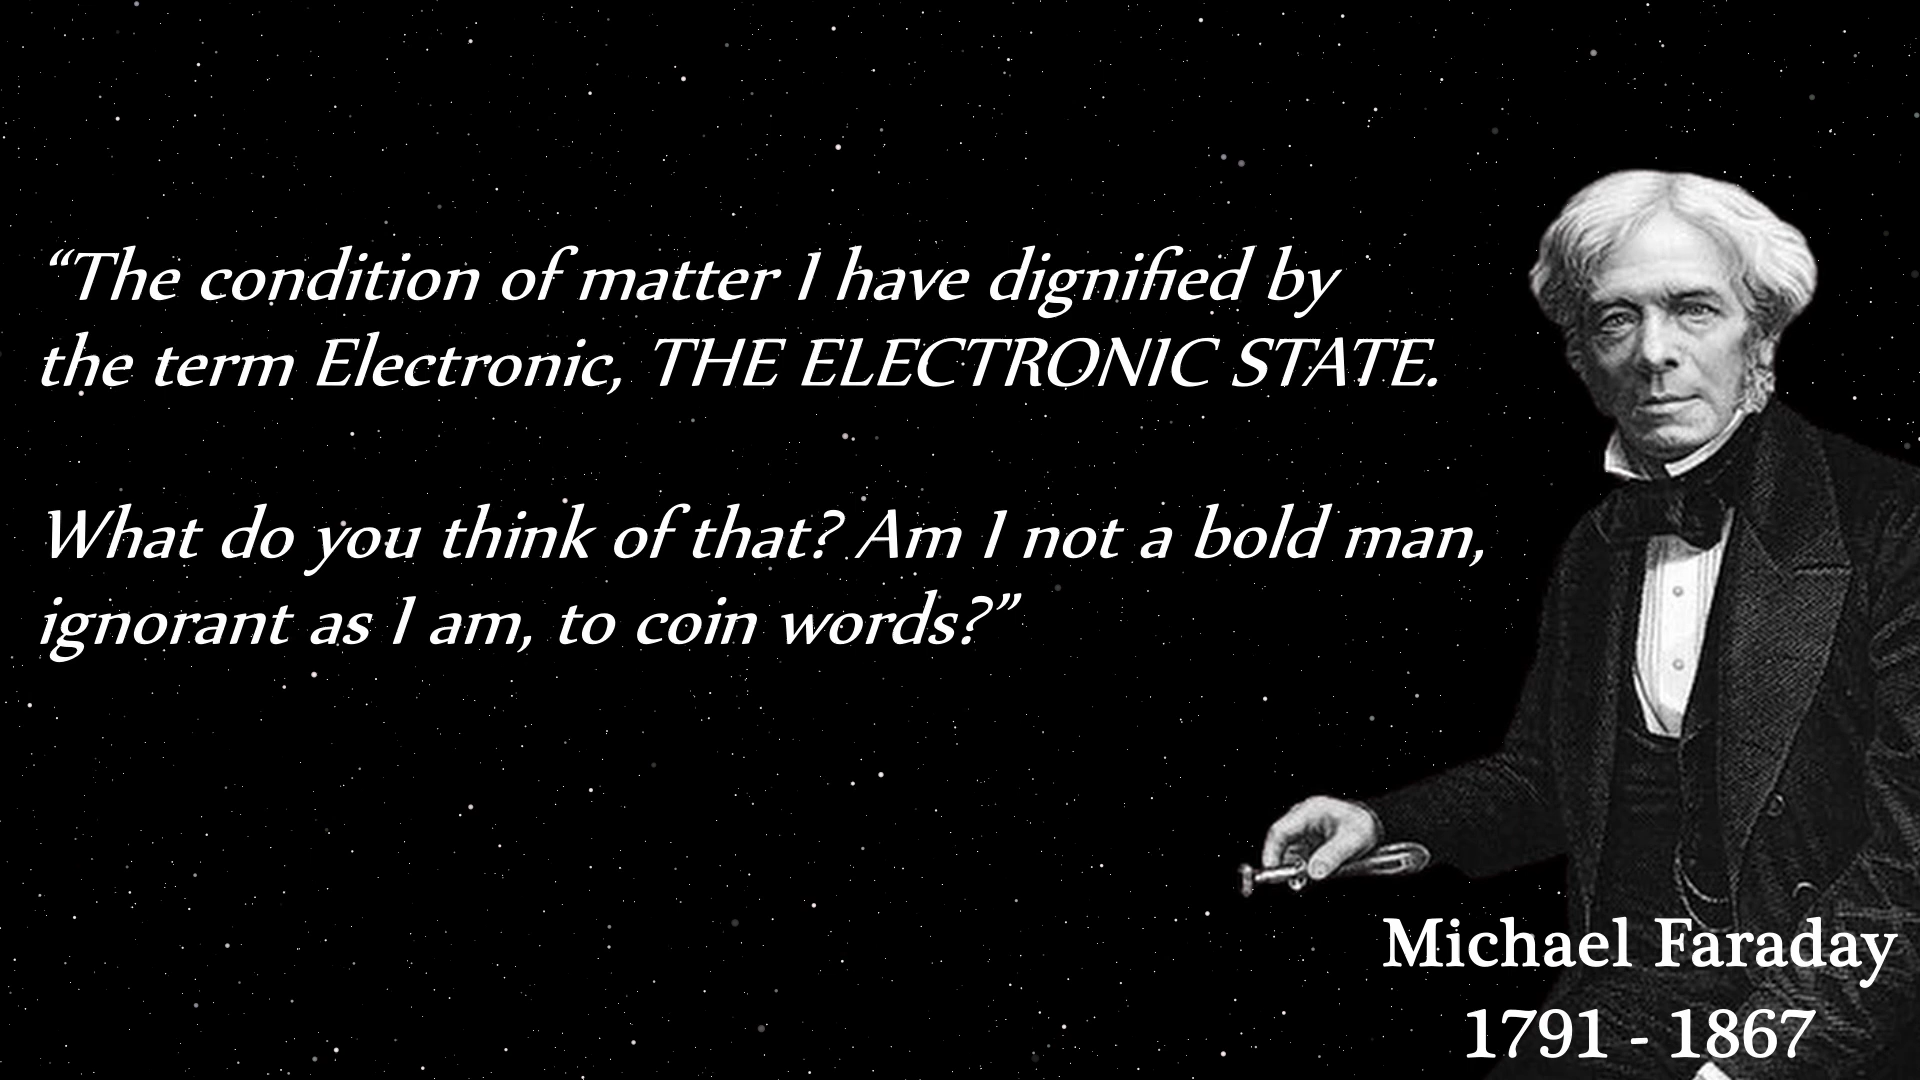 “The condition of matter I have dignified by
the term Electronic, THE ELECTRONIC STATE.
What do you think of that? Am I not a bold man,
ignorant as I am, to coin words?”
Michael Faraday
1791 - 1867